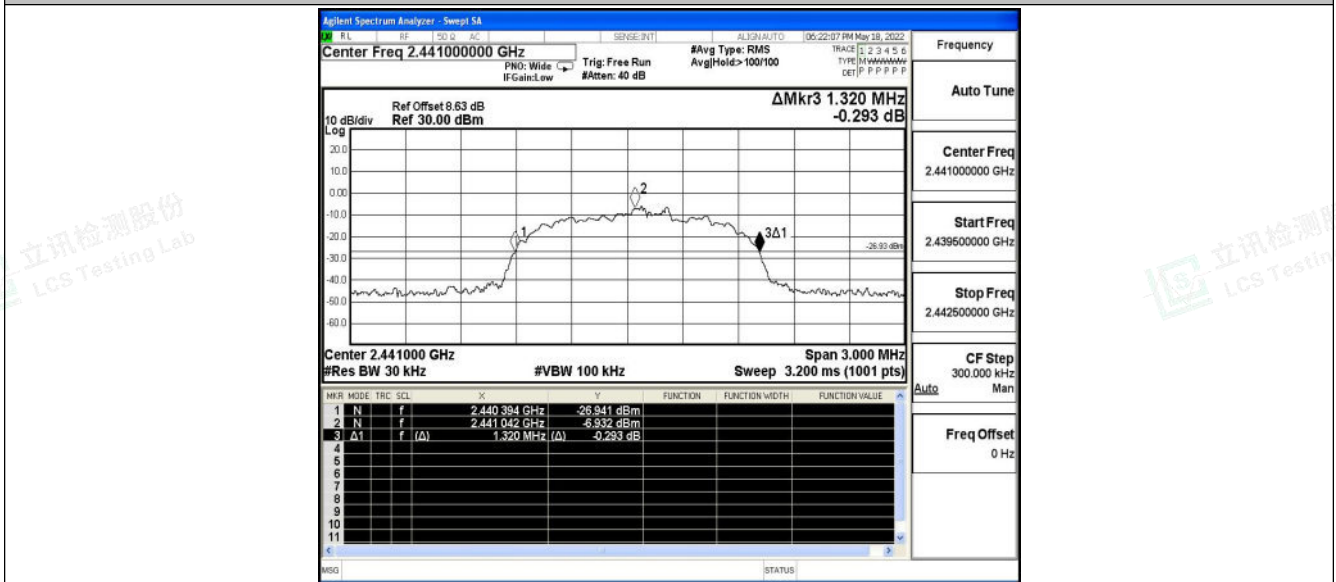 Agilent Spectrum Analyzer - Swept SA
RL RF 50 Ω AC SENSE:INT ALIGNAUTO 06:22:07 PM May 18, 2022
Center Freq 2.441000000 GHz
PNO: Wide
IFGain:Low
Trig: Free Run
#Atten: 40 dB
#Avg Type: RMS
Avg|Hold:>100/100
TRACE 1 2 3 4 5 6
TYPE M
DET P P P P P P
Frequency
Auto Tune
Center Freq
2.441000000 GHz
Start Freq
2.439500000 GHz
Stop Freq
2.442500000 GHz
CF Step
300.000 kHz
Auto Man
Freq Offset
0 Hz
ΔMkr3 1.320 MHz
-0.293 dB
Ref Offset 8.63 dB
10 dB/div Ref 30.00 dBm
Log
20.0
10.0
0.00
-10.0
-20.0
-30.0
-40.0
-50.0
-60.0
1
2
3Δ1
-26.93 dBm
Center 2.441000 GHz Span 3.000 MHz
#Res BW 30 kHz #VBW 100 kHz Sweep 3.200 ms (1001 pts)
MKR MODE TRC SCL X Y FUNCTION FUNCTION WIDTH FUNCTION VALUE
1 N f 2.440 394 GHz -26.941 dBm
2 N f 2.441 042 GHz -6.932 dBm
3 Δ1 f (Δ) 1.320 MHz (Δ) -0.293 dB
4
5
6
7
8
9
10
11
MSG STATUS
立讯检测股份
LCS Testing Lab
立讯检测股
LCS Testin